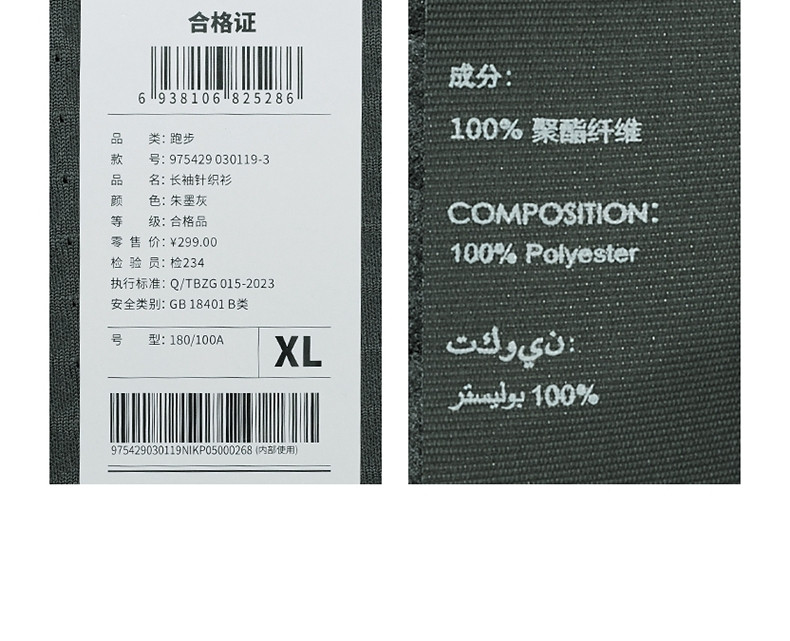 合格证
6 938106 825286
品 类: 跑步
款 号: 975429 030119-3
品 名: 长袖针织衫
颜 色: 朱墨灰
等 级: 合格品
零 售 价: ¥299.00
检 验 员: 检234
执行标准: Q/TBZG 015-2023
安全类别: GB 18401 B类
号 型: 180/100A
XL
975429030119NIKP05000268 (内部使用)
成分:
100% 聚酯纤维
COMPOSITION:
100% Polyester
ن‌ي‌و‌ك‌ت:
بوليستر 100%